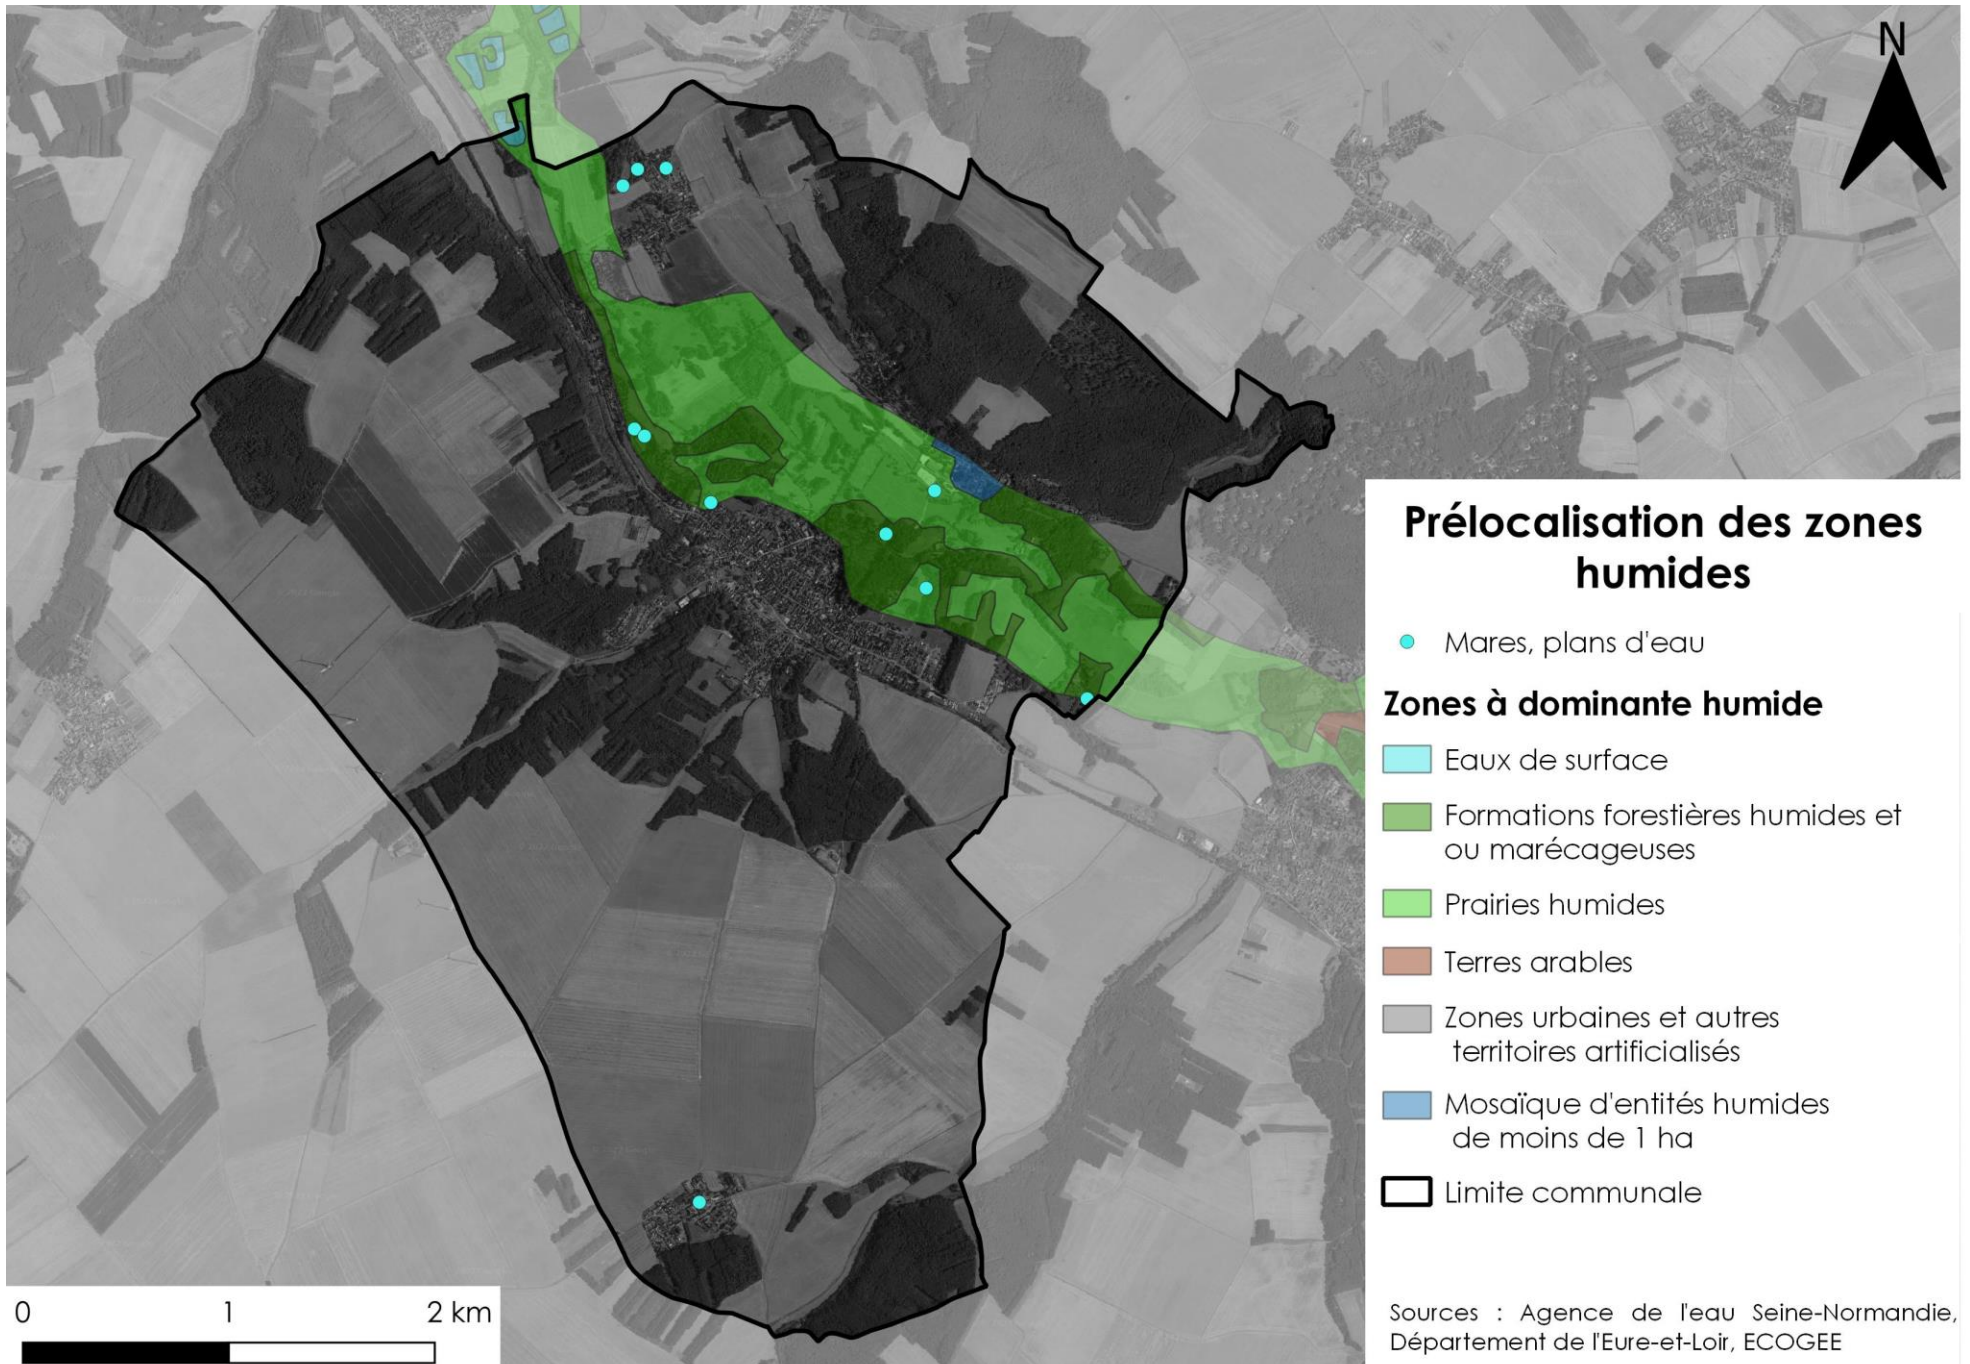 N
Prélocalisation des zones
humides
Mares, plans d'eau
Zones à dominante humide
Eaux de surface
Formations forestières humides et
ou marécageuses
Prairies humides
Terres arables
Zones urbaines et autres
territoires artificialisés
Mosaïque d'entités humides
de moins de 1 ha
Limite communale
Sources : Agence de l'eau Seine-Normandie,
Département de l'Eure-et-Loir, ECOGEE
0 1 2 km